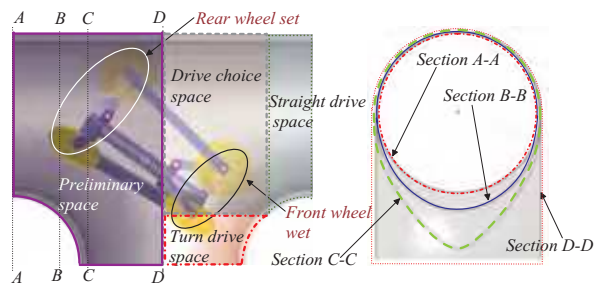 A
B
C
D
Rear wheel set
Drive choice
space
Straight drive
space
Preliminary
space
Front wheel
wet
Turn drive
space
A
B
C
D
Section A-A
Section B-B
Section C-C
Section D-D